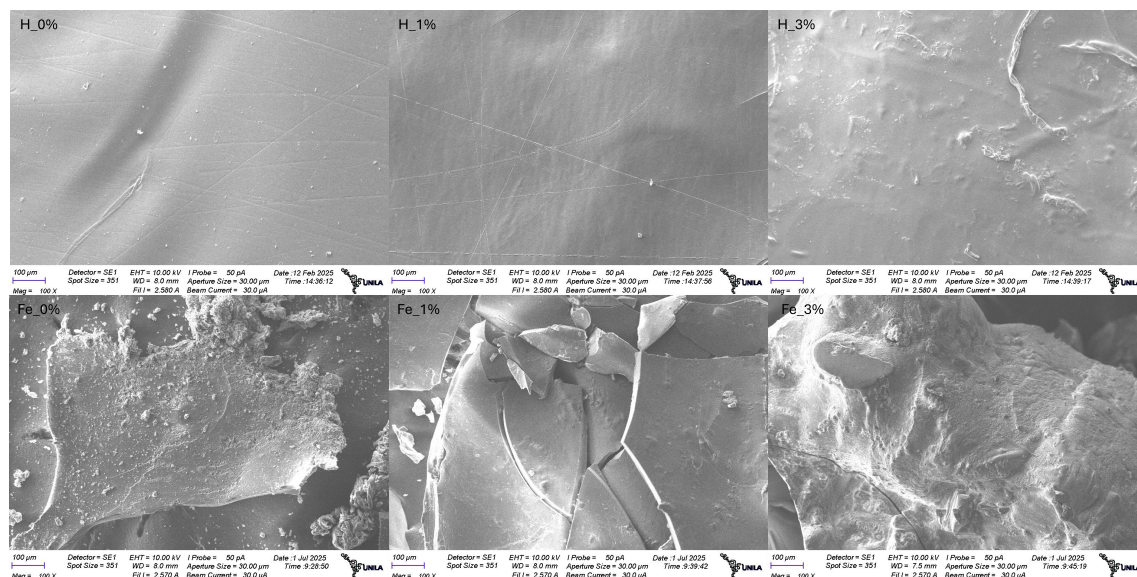 H_0%
H_1%
H_3%
100 µm
Detector = SE1
EHT = 10.00 kV
I Probe = 50 pA
Date :12 Feb 2025
Spot Size = 351
WD = 8.0 mm
Aperture Size = 30.00 µm
Time :14:36:12
Mag = 100 X
Fil I = 2.580 A
Beam Current = 30.0 µA
UNILA
100 µm
Detector = SE1
EHT = 10.00 kV
I Probe = 50 pA
Date :12 Feb 2025
Spot Size = 351
WD = 8.0 mm
Aperture Size = 30.00 µm
Time :14:37:56
Mag = 100 X
Fil I = 2.580 A
Beam Current = 30.0 µA
UNILA
100 µm
Detector = SE1
EHT = 10.00 kV
I Probe = 50 pA
Date :12 Feb 2025
Spot Size = 351
WD = 8.0 mm
Aperture Size = 30.00 µm
Time :14:39:17
Mag = 100 X
Fil I = 2.580 A
Beam Current = 30.0 µA
UNILA
Fe_0%
Fe_1%
Fe_3%
100 µm
Detector = SE1
EHT = 10.00 kV
I Probe = 50 pA
Date :1 Jul 2025
Spot Size = 351
WD = 8.0 mm
Aperture Size = 30.00 µm
Time :9:28:50
Mag = 100 X
Fil I = 2.570 A
Beam Current = 30.0 µA
UNILA
100 µm
Detector = SE1
EHT = 10.00 kV
I Probe = 50 pA
Date :1 Jul 2025
Spot Size = 351
WD = 8.0 mm
Aperture Size = 30.00 µm
Time :9:39:42
Mag = 100 X
Fil I = 2.570 A
Beam Current = 30.0 µA
UNILA
100 µm
Detector = SE1
EHT = 10.00 kV
I Probe = 50 pA
Date :1 Jul 2025
Spot Size = 351
WD = 7.5 mm
Aperture Size = 30.00 µm
Time :9:45:19
Mag = 100 X
Fil I = 2.570 A
Beam Current = 30.0 µA
UNILA